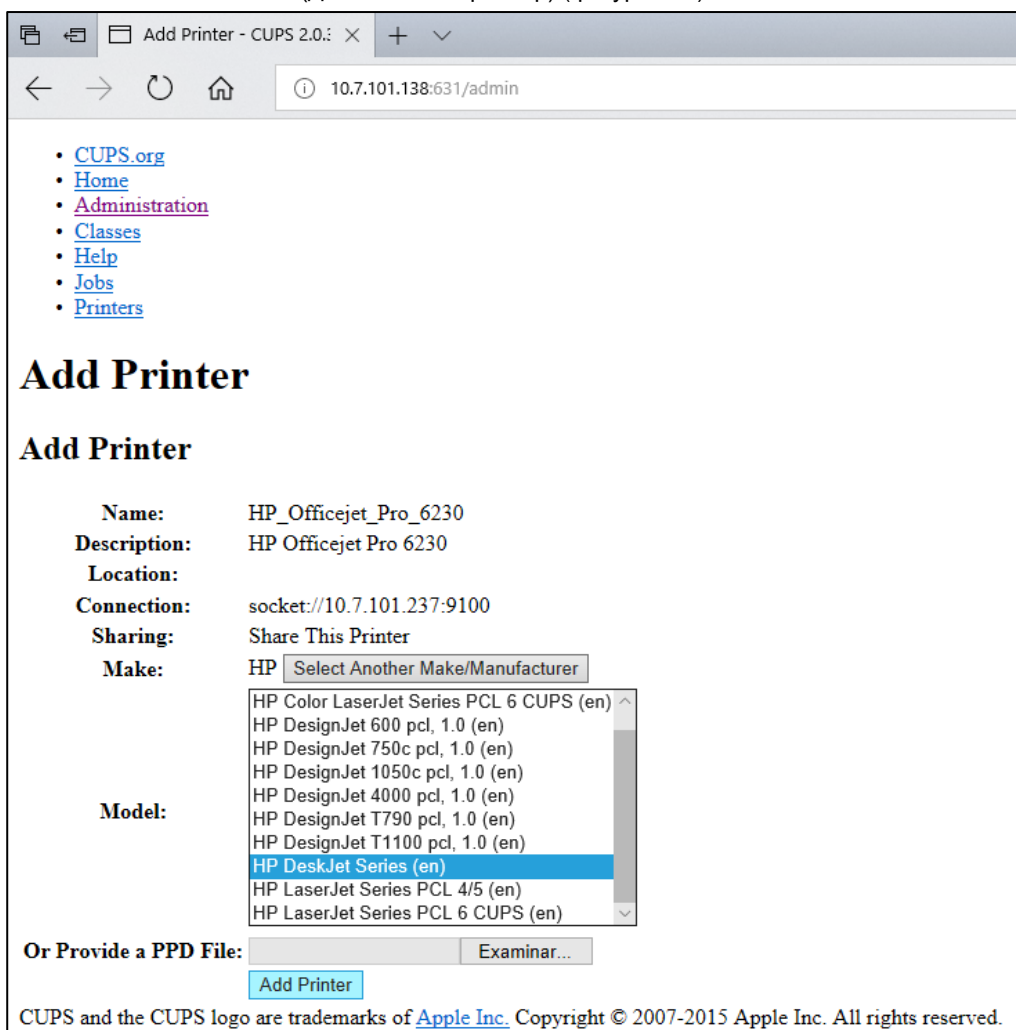 Add Printer - CUPS 2.0.
10.7.101.138:631/admin
• CUPS.org
• Home
• Administration
• Classes
• Help
• Jobs
• Printers
Add Printer
Add Printer
Name: HP_Officejet_Pro_6230
Description: HP Officejet Pro 6230
Location:
Connection: socket://10.7.101.237:9100
Sharing: Share This Printer
Make: HP Select Another Make/Manufacturer
HP Color LaserJet Series PCL 6 CUPS (en)
HP DesignJet 600 pcl, 1.0 (en)
HP DesignJet 750c pcl, 1.0 (en)
HP DesignJet 1050c pcl, 1.0 (en)
HP DesignJet 4000 pcl, 1.0 (en)
Model:
HP DesignJet T790 pcl, 1.0 (en)
HP DesignJet T1100 pcl, 1.0 (en)
HP DeskJet Series (en)
HP LaserJet Series PCL 4/5 (en)
HP LaserJet Series PCL 6 CUPS (en)
Or Provide a PPD File: Examinar...
Add Printer
CUPS and the CUPS logo are trademarks of Apple Inc. Copyright © 2007-2015 Apple Inc. All rights reserved.